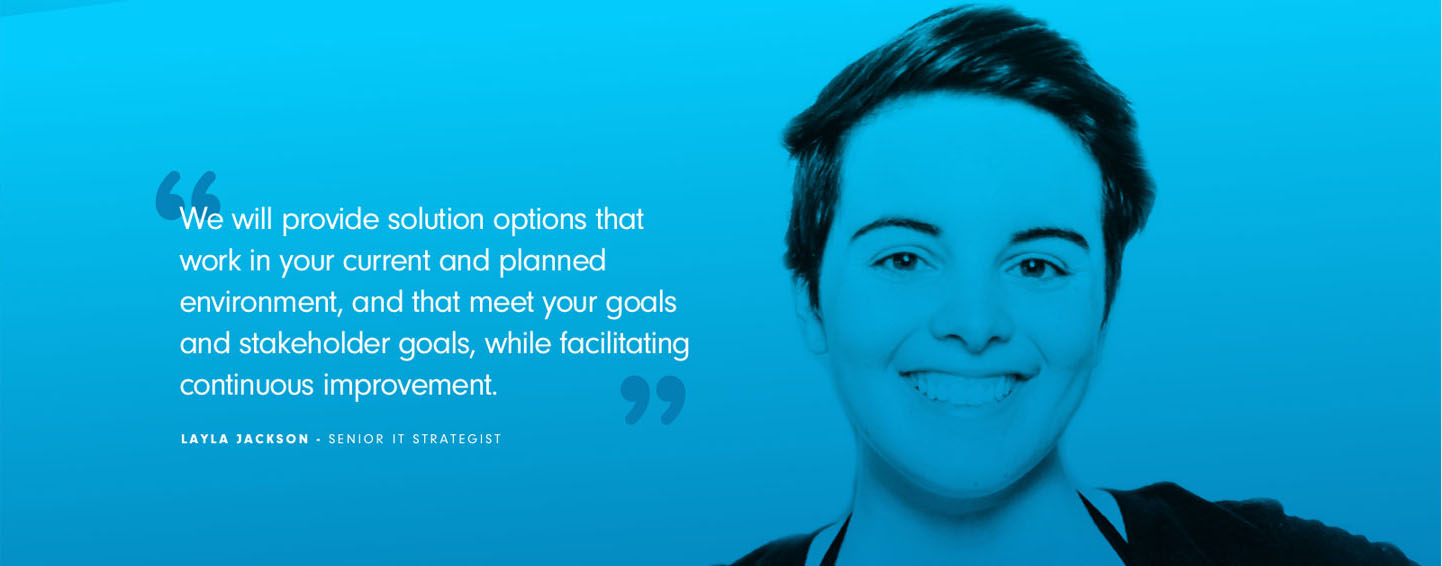 “We will provide solution options that
work in your current and planned
environment, and that meet your goals
and stakeholder goals, while facilitating
continuous improvement.”
LAYLA JACKSON - SENIOR IT STRATEGIST